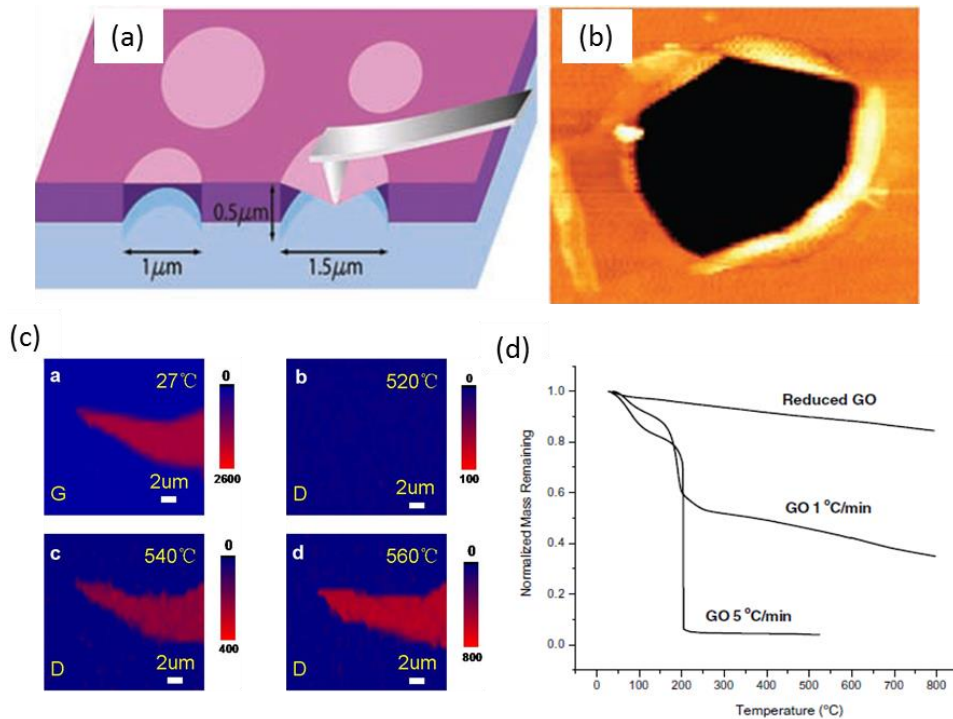 (a)
0.5μm
1μm
1.5μm
(b)
(c)
a
27℃
G
2um
0
2600
b
520℃
D
2um
0
100
c
540℃
D
2um
0
400
d
560℃
D
2um
0
800
(d)
Normalized Mass Remaining
1.0
0.8
0.6
0.4
0.2
0.0
Reduced GO
GO 1 °C/min
GO 5 °C/min
0 100 200 300 400 500 600 700 800
Temperature (°C)